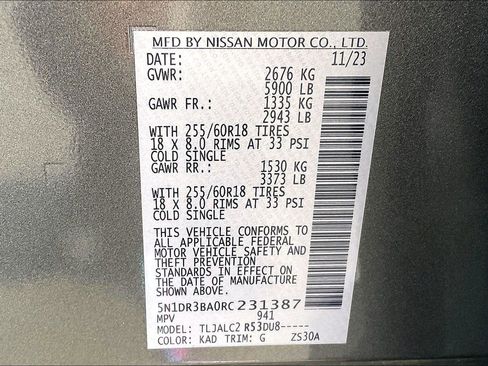 MFD BY NISSAN MOTOR CO., LTD.
DATE: 11/23
GVWR: 2676 KG
5900 LB
GAWR FR.: 1335 KG
2943 LB
WITH 255/60R18 TIRES
18 X 8.0 RIMS AT 33 PSI
COLD SINGLE
GAWR RR.: 1530 KG
3373 LB
WITH 255/60R18 TIRES
18 X 8.0 RIMS AT 33 PSI
COLD SINGLE
THIS VEHICLE CONFORMS TO
ALL APPLICABLE FEDERAL
MOTOR VEHICLE SAFETY AND
THEFT PREVENTION
STANDARDS IN EFFECT ON
THE DATE OF MANUFACTURE
SHOWN ABOVE.
5N1DR3BA0RC231387
MPV 941
MODEL: TLJALC2 R53DU8-----
COLOR: KAD TRIM: G ZS30A